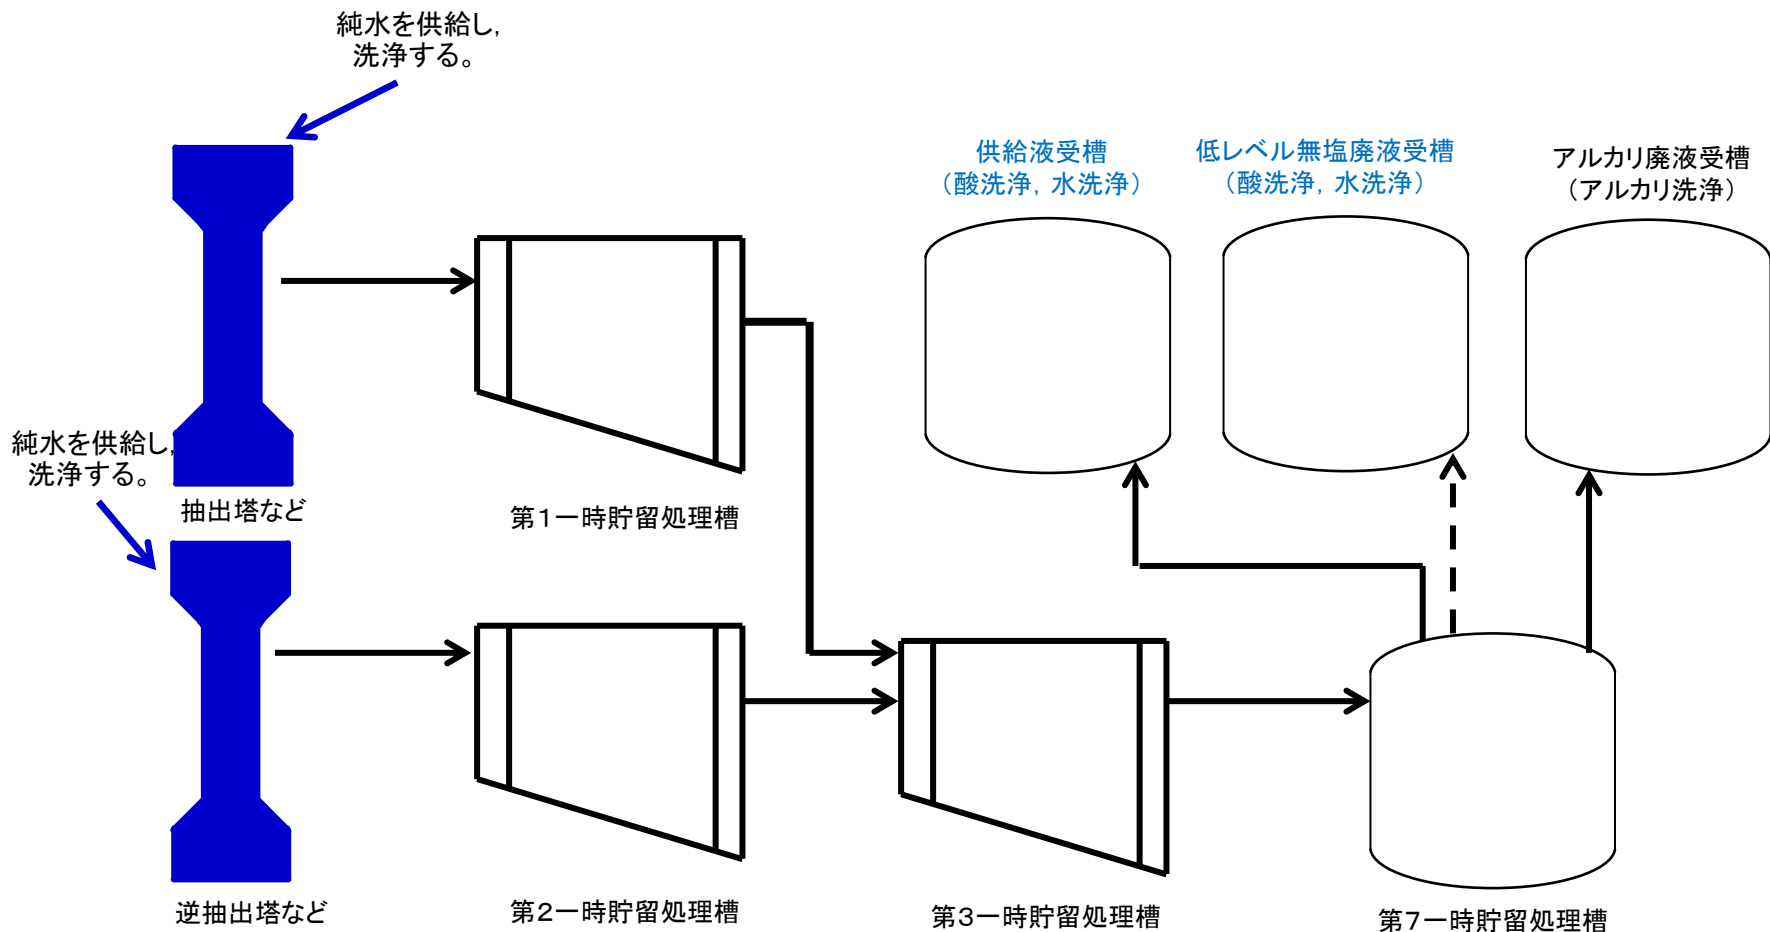 純水を供給し,
洗浄する。
供給液受槽
（酸洗浄, 水洗浄）
低レベル無塩廃液受槽
（酸洗浄, 水洗浄）
アルカリ廃液受槽
（アルカリ洗浄）
純水を供給し,
洗浄する。
抽出塔など
第1一時貯留処理槽
逆抽出塔など
第2一時貯留処理槽
第3一時貯留処理槽
第7一時貯留処理槽